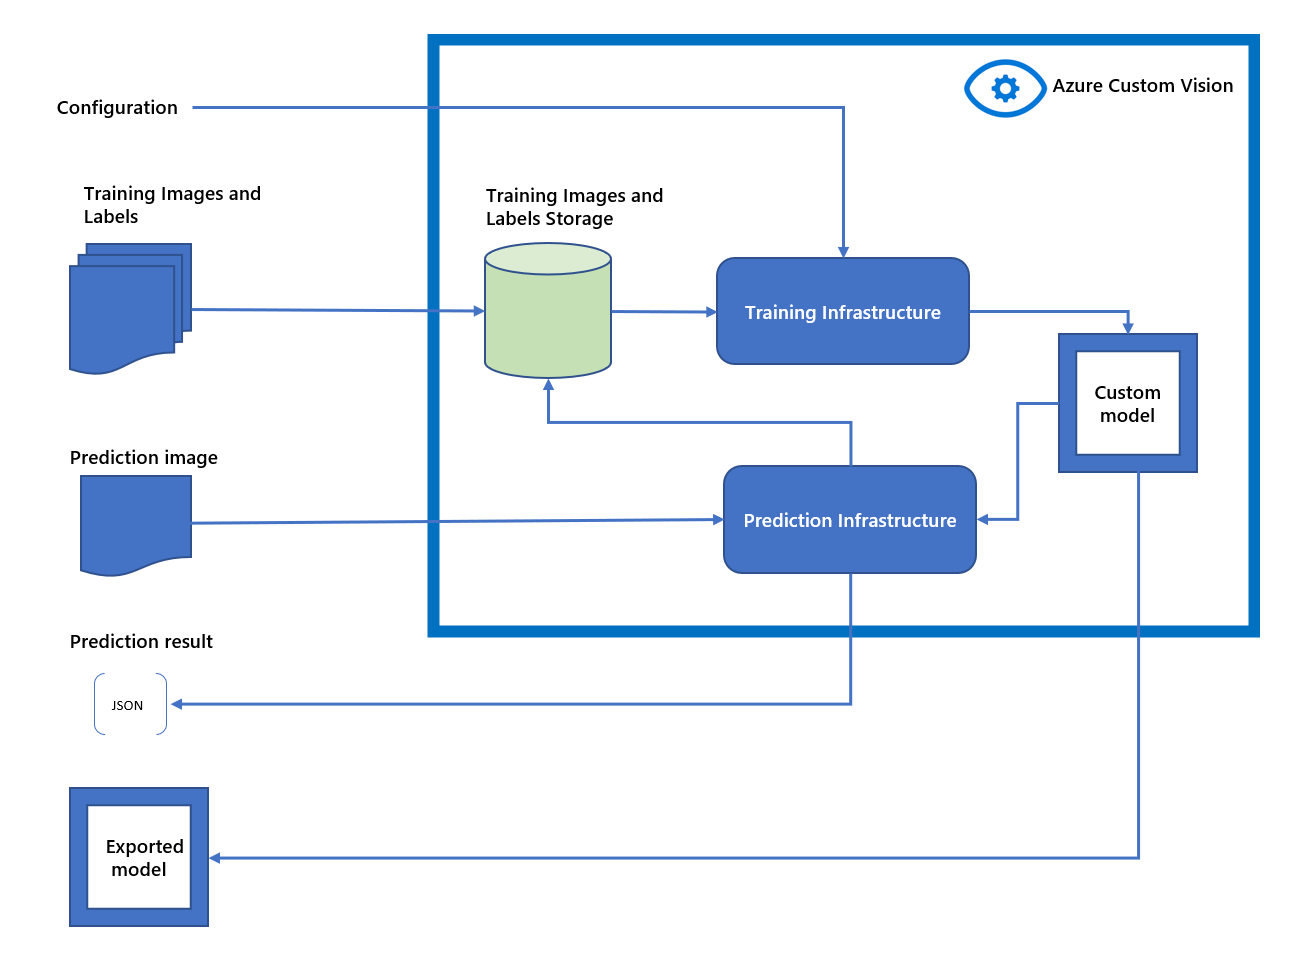 Azure Custom Vision
Configuration
Training Images and
Labels
Training Images and
Labels Storage
Training Infrastructure
Custom
model
Prediction image
Prediction Infrastructure
Prediction result
JSON
Exported
model